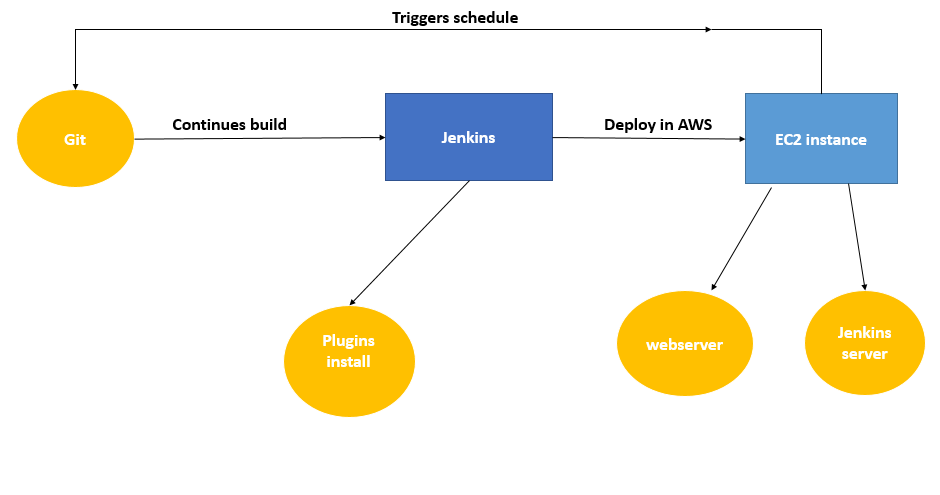 Triggers schedule
Git
Continues build
Jenkins
Deploy in AWS
EC2 instance
Plugins
install
webserver
Jenkins
server